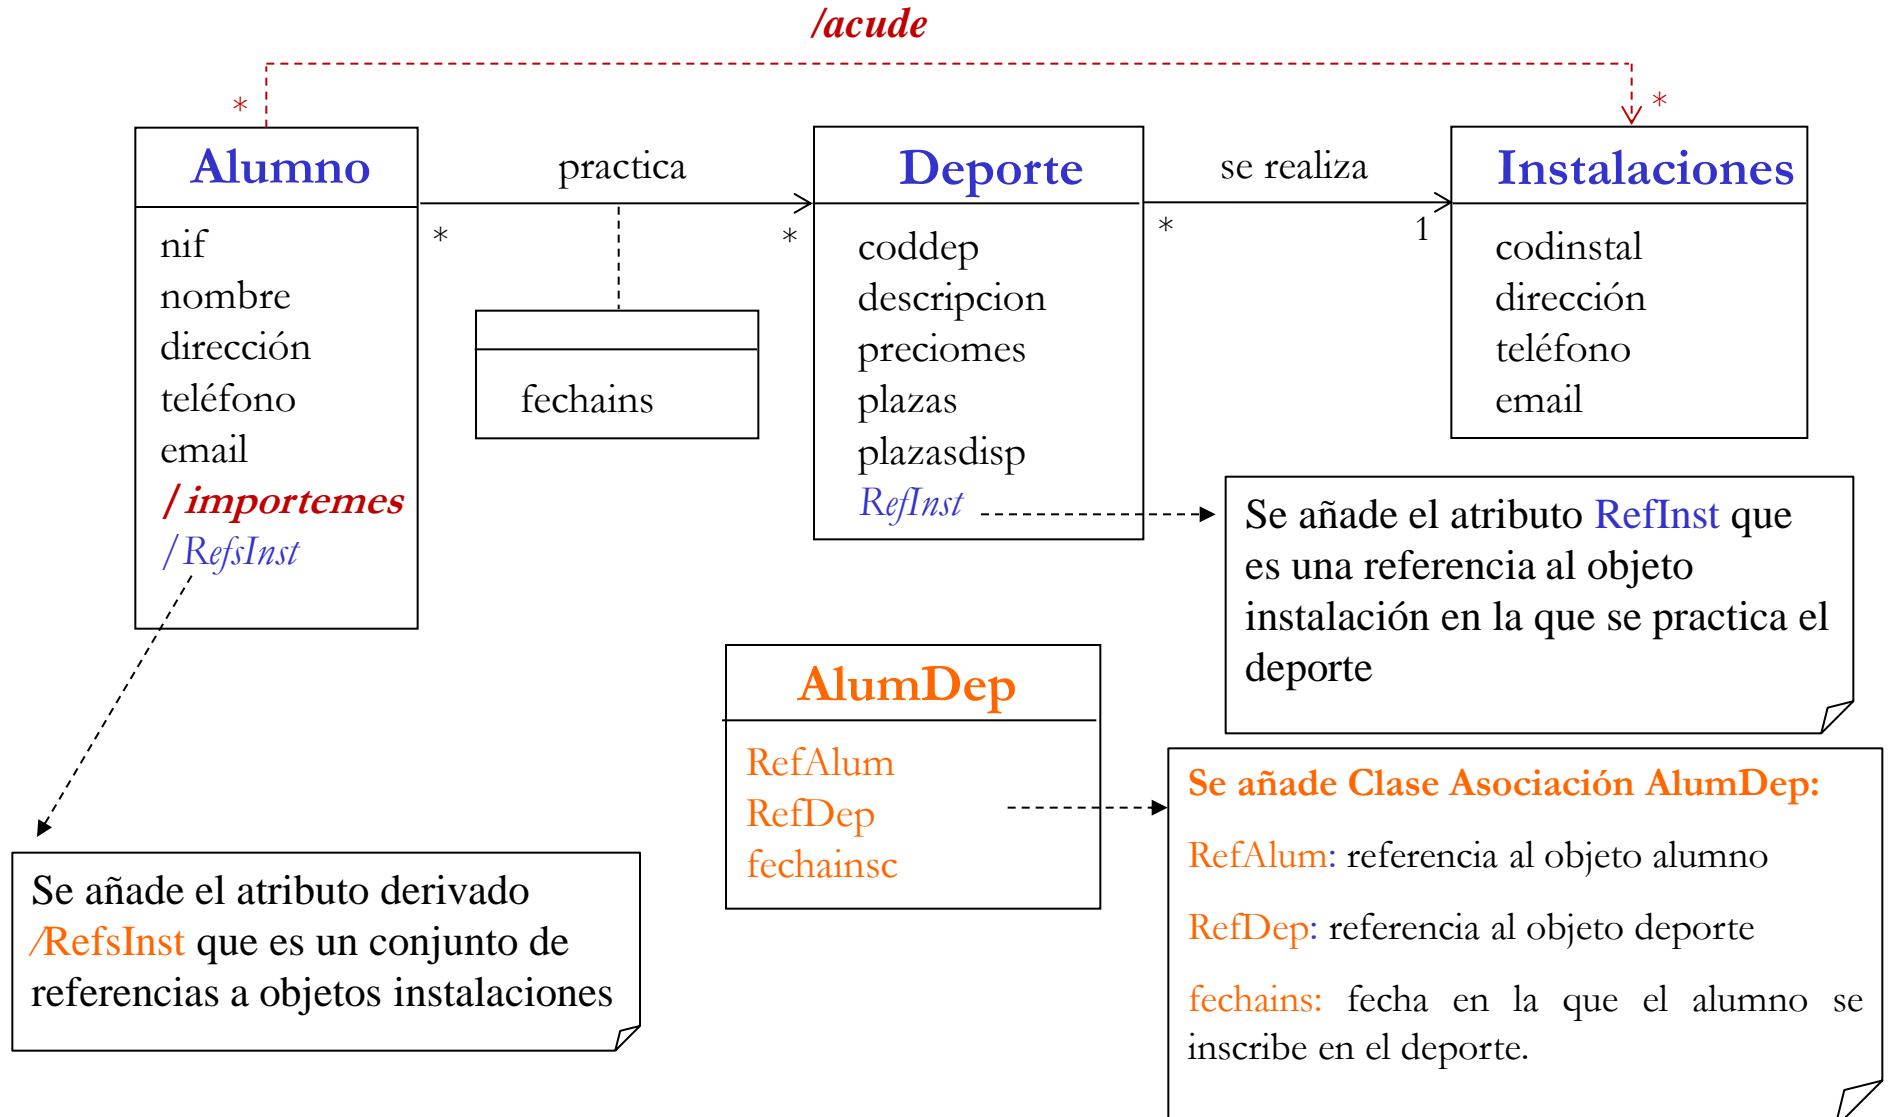 /acude
*
*
Alumno
nif
nombre
dirección
teléfono
email
/importemes
/RefsInst
practica
*
*
fechains
Deporte
coddep
descripcion
preciomes
plazas
plazasdisp
RefInst
se realiza
*
1
Instalaciones
codinstal
dirección
teléfono
email
Se añade el atributo RefInst que
es una referencia al objeto
instalación en la que se practica el
deporte
AlumDep
RefAlum
RefDep
fechainsc
Se añade Clase Asociación AlumDep:
RefAlum: referencia al objeto alumno
RefDep: referencia al objeto deporte
fechains: fecha en la que el alumno se
inscribe en el deporte.
Se añade el atributo derivado
/RefsInst que es un conjunto de
referencias a objetos instalaciones